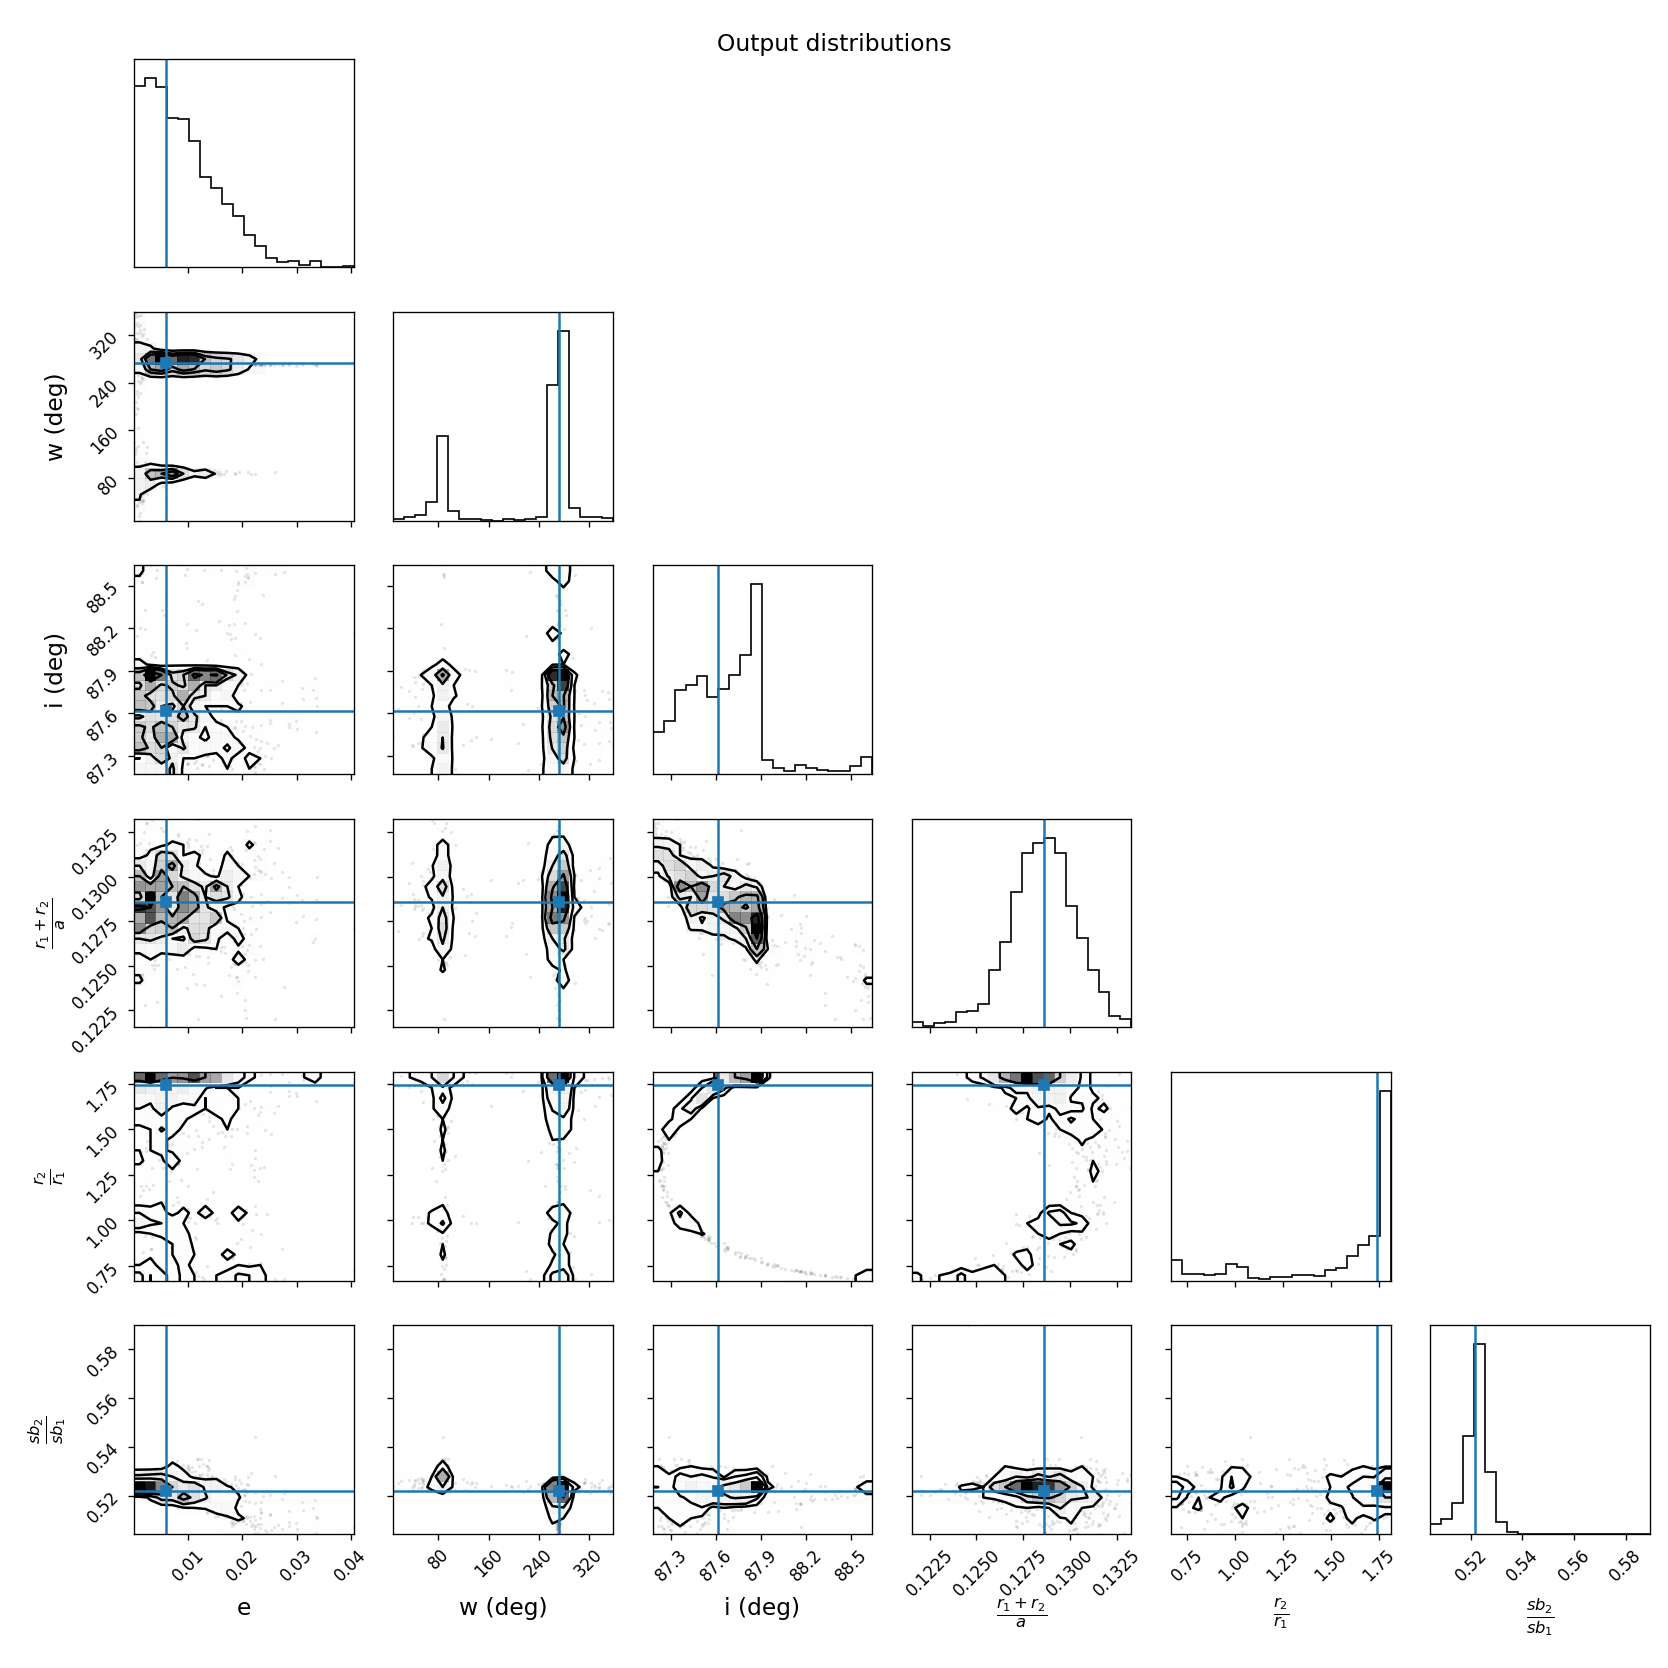 Output distributions
w (deg)
320
240
160
80
i (deg)
88.5
88.2
87.9
87.6
87.3
r₁ + r₂
a
0.1325
0.1300
0.1275
0.1250
0.1225
r₂
r₁
1.75
1.50
1.25
1.00
0.75
sb₂
sb₁
0.58
0.56
0.54
0.52
0.01 0.02 0.03 0.04 80 160 240 320 87.3 87.6 87.9 88.2 88.5 0.1225 0.1250 0.1275 0.1300 0.1325 0.75 1.00 1.25 1.50 1.75 0.52 0.54 0.56 0.58
e
w (deg)
i (deg)
r₁ + r₂
a
r₂
r₁
sb₂
sb₁